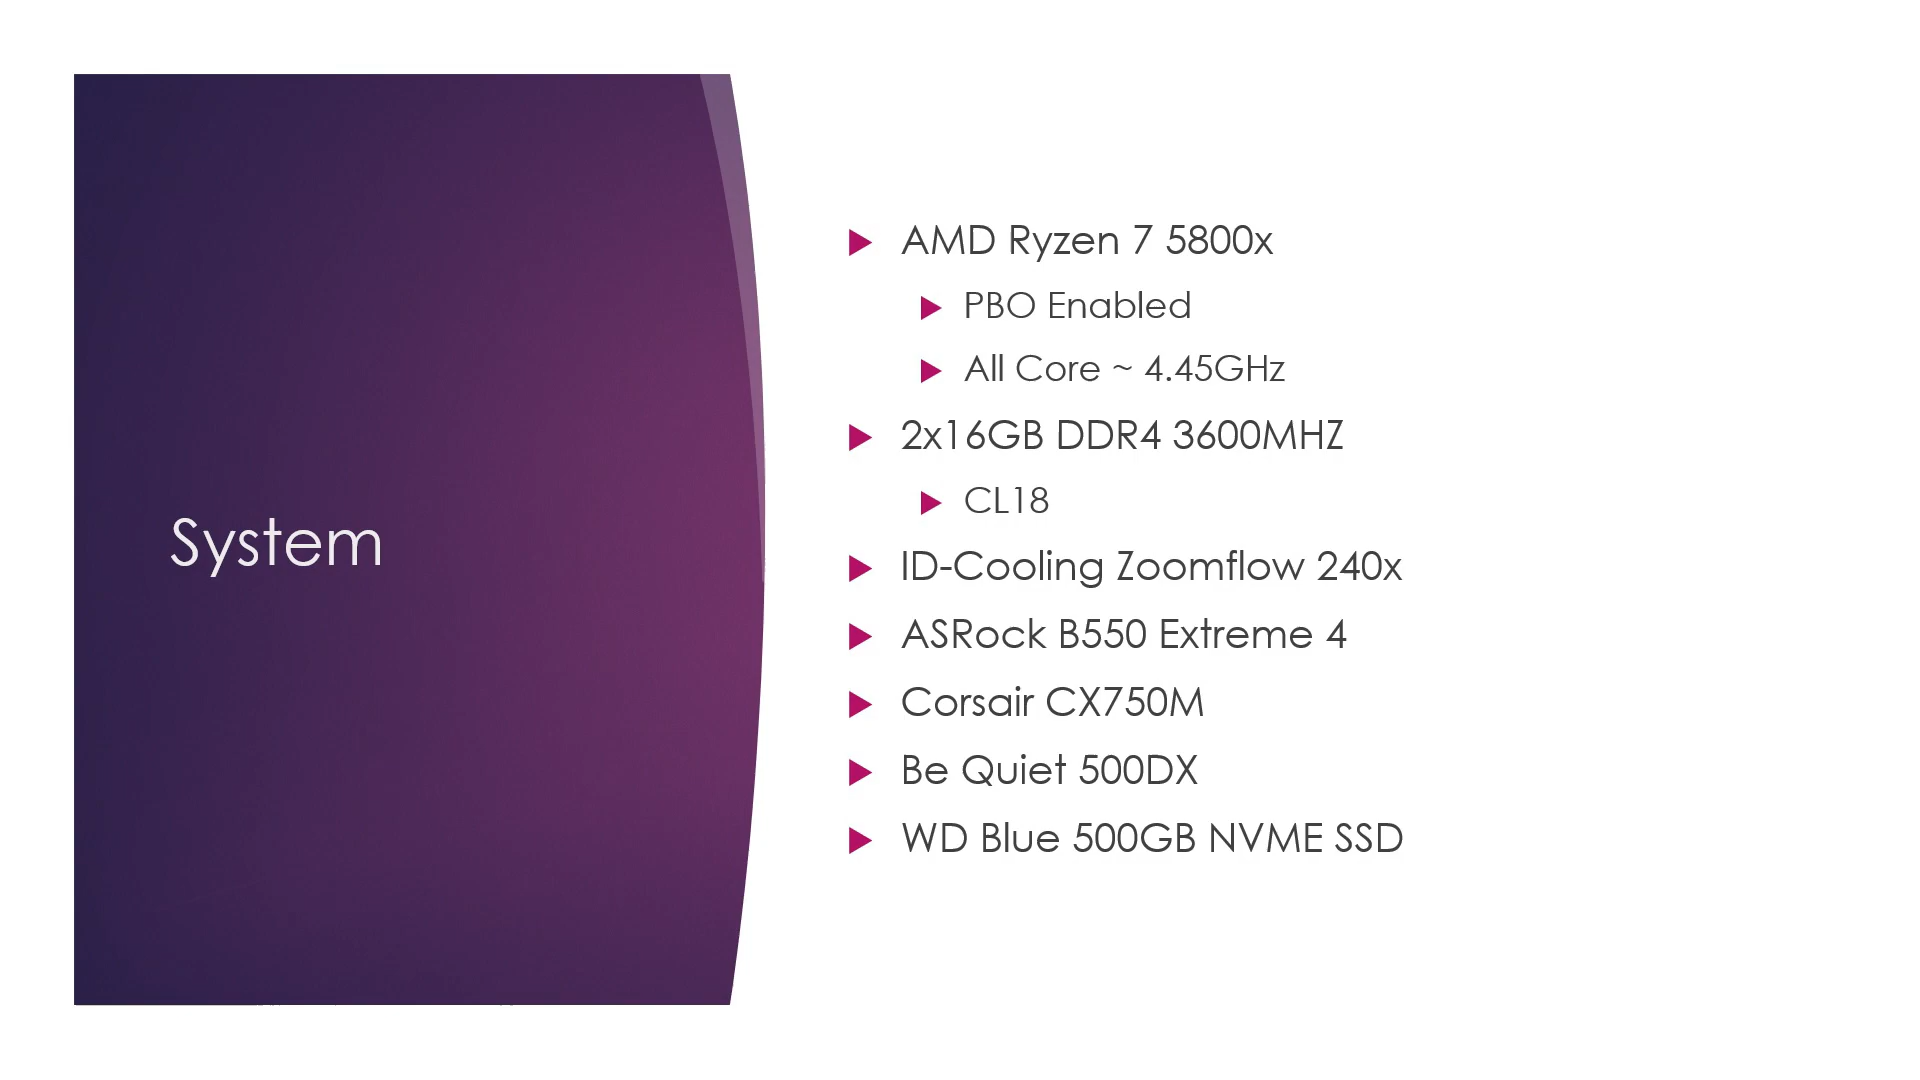 System
AMD Ryzen 7 5800x
PBO Enabled
All Core ~ 4.45GHz
2x16GB DDR4 3600MHZ
CL18
ID-Cooling Zoomflow 240x
ASRock B550 Extreme 4
Corsair CX750M
Be Quiet 500DX
WD Blue 500GB NVME SSD